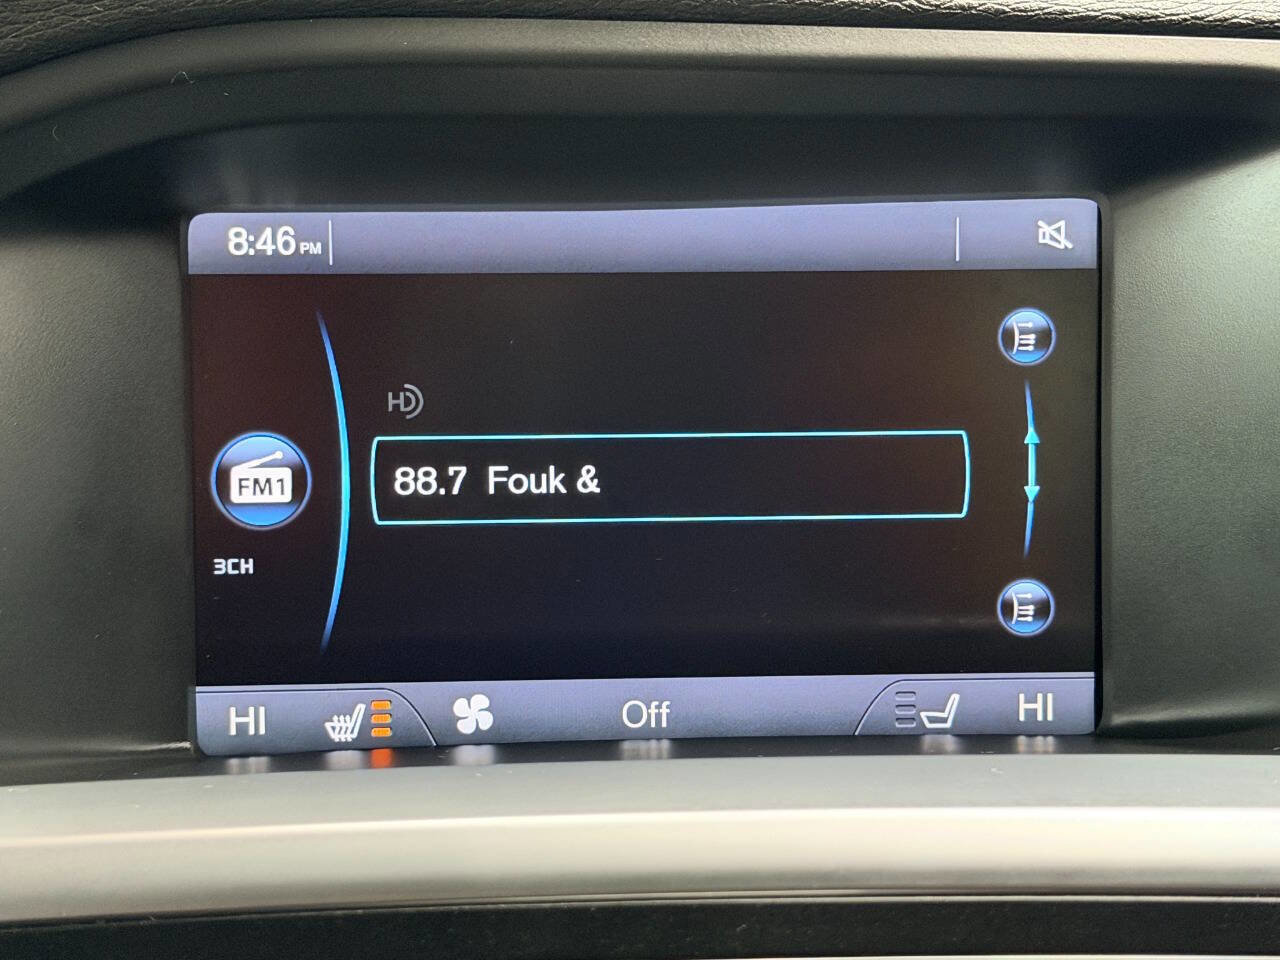 8:46 PM
HD
88.7 Fouk &
FM1
3CH
HI Off HI